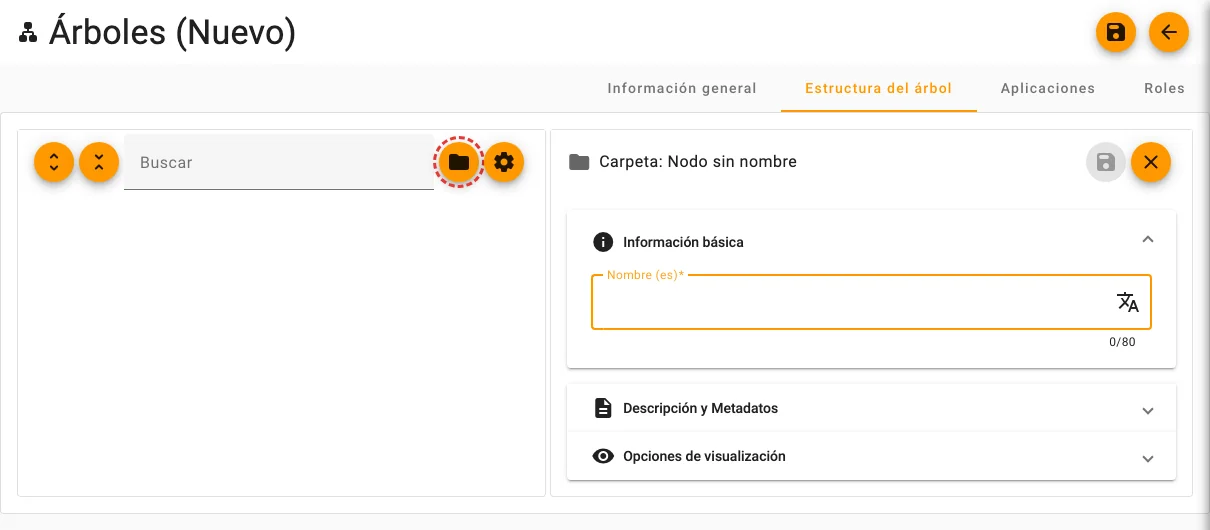 Árboles (Nuevo)
Información general
Estructura del árbol
Aplicaciones
Roles
Buscar
Carpeta: Nodo sin nombre
Información básica
Nombre (es)*
0/80
Descripción y Metadatos
Opciones de visualización